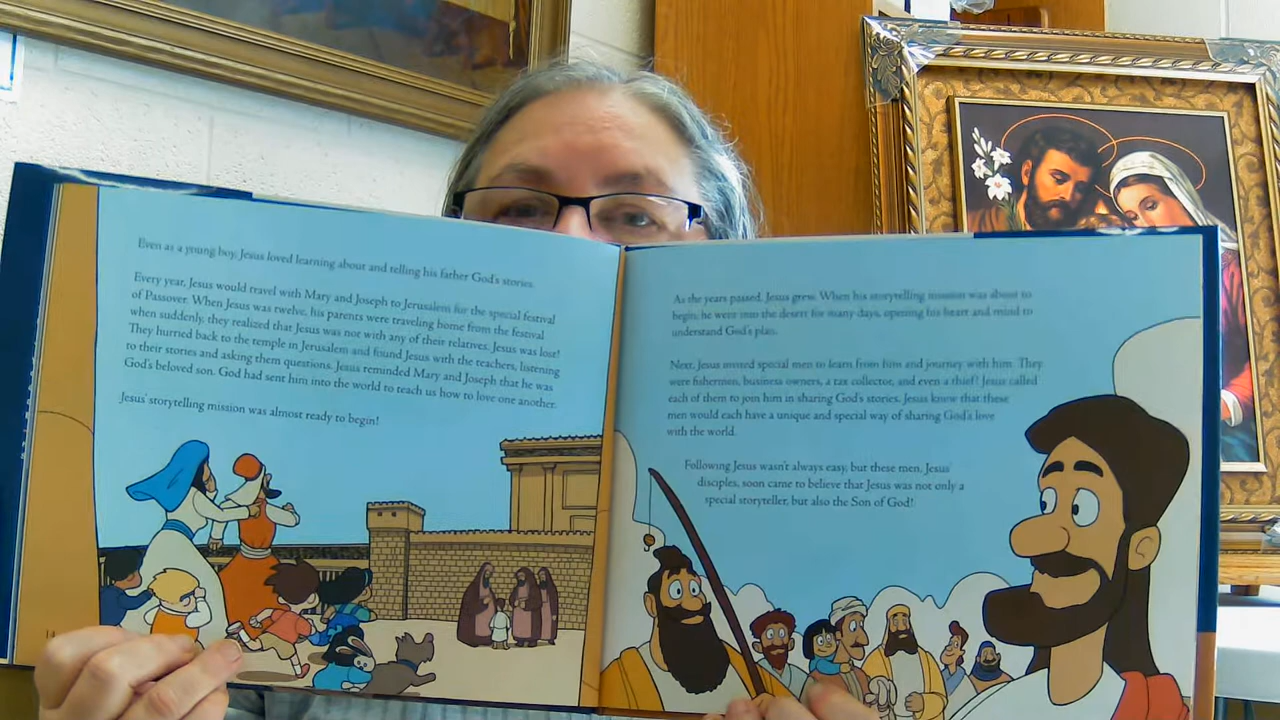 Even as a young boy, Jesus loved learning about and telling his father God's stories.
Every year, Jesus would travel with Mary and Joseph to Jerusalem for the special festival
of Passover. When Jesus was twelve, his parents were traveling home from the festival
when suddenly, they realized that Jesus was not with any of their relatives. Jesus was lost!
They hurried back to the temple in Jerusalem and found Jesus with the teachers, listening
to their stories and asking them questions. Jesus reminded Mary and Joseph that he was
God's beloved son. God had sent him into the world to teach us how to love one another.
Jesus' storytelling mission was almost ready to begin!
14
As the years passed, Jesus grew. When his storytelling mission was about to
begin, he went into the desert for many days, opening his heart and mind to
understand God's plan.
Next, Jesus invited special men to learn from him and journey with him. They
were fishermen, business owners, a tax collector, and even a thief! Jesus called
each of them to join him in sharing God's stories. Jesus knew that these
men would each have a unique and special way of sharing God's love
with the world.
Following Jesus wasn't always easy, but these men, Jesus'
disciples, soon came to believe that Jesus was not only a
special storyteller, but also the Son of God!